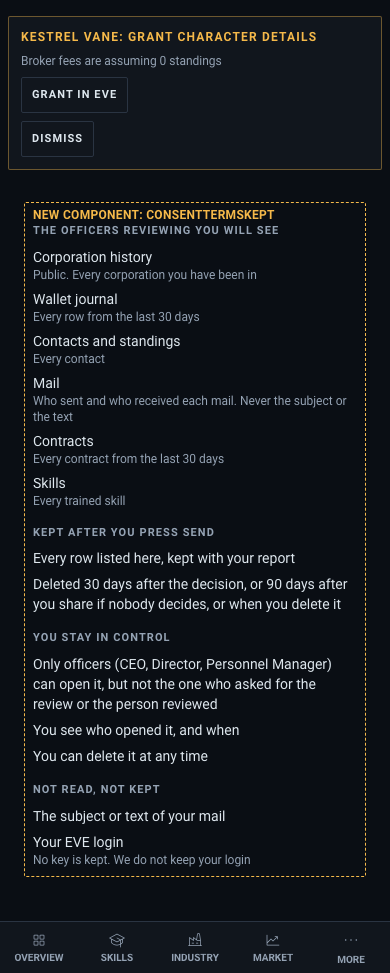 KESTREL VANE: GRANT CHARACTER DETAILS
Broker fees are assuming 0 standings
GRANT IN EVE
DISMISS
NEW COMPONENT: CONSENTTERMSKEPT
THE OFFICERS REVIEWING YOU WILL SEE
Corporation history
Public. Every corporation you have been in
Wallet journal
Every row from the last 30 days
Contacts and standings
Every contact
Mail
Who sent and who received each mail. Never the subject or
the text
Contracts
Every contract from the last 30 days
Skills
Every trained skill
KEPT AFTER YOU PRESS SEND
Every row listed here, kept with your report
Deleted 30 days after the decision, or 90 days after
you share if nobody decides, or when you delete it
YOU STAY IN CONTROL
Only officers (CEO, Director, Personnel Manager)
can open it, but not the one who asked for the
review or the person reviewed
You see who opened it, and when
You can delete it at any time
NOT READ, NOT KEPT
The subject or text of your mail
Your EVE login
No key is kept. We do not keep your login
OVERVIEW SKILLS INDUSTRY MARKET MORE